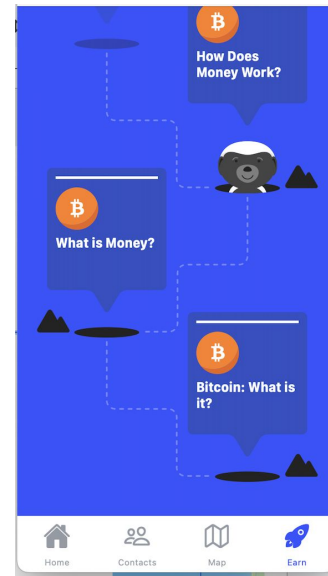 How Does
Money Work?
What is Money?
Bitcoin: What is
it?
Home
Contacts
Map
Earn